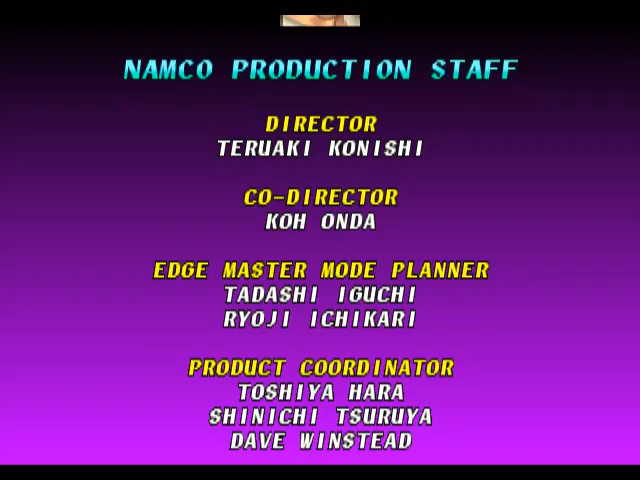 NAMCO PRODUCTION STAFF
DIRECTOR
TERUAKI KONISHI
CO-DIRECTOR
KOH ONDA
EDGE MASTER MODE PLANNER
TADASHI IGUCHI
RYOJI ICHIKARI
PRODUCT COORDINATOR
TOSHIYA HARA
SHINICHI TSURUYA
DAVE WINSTEAD